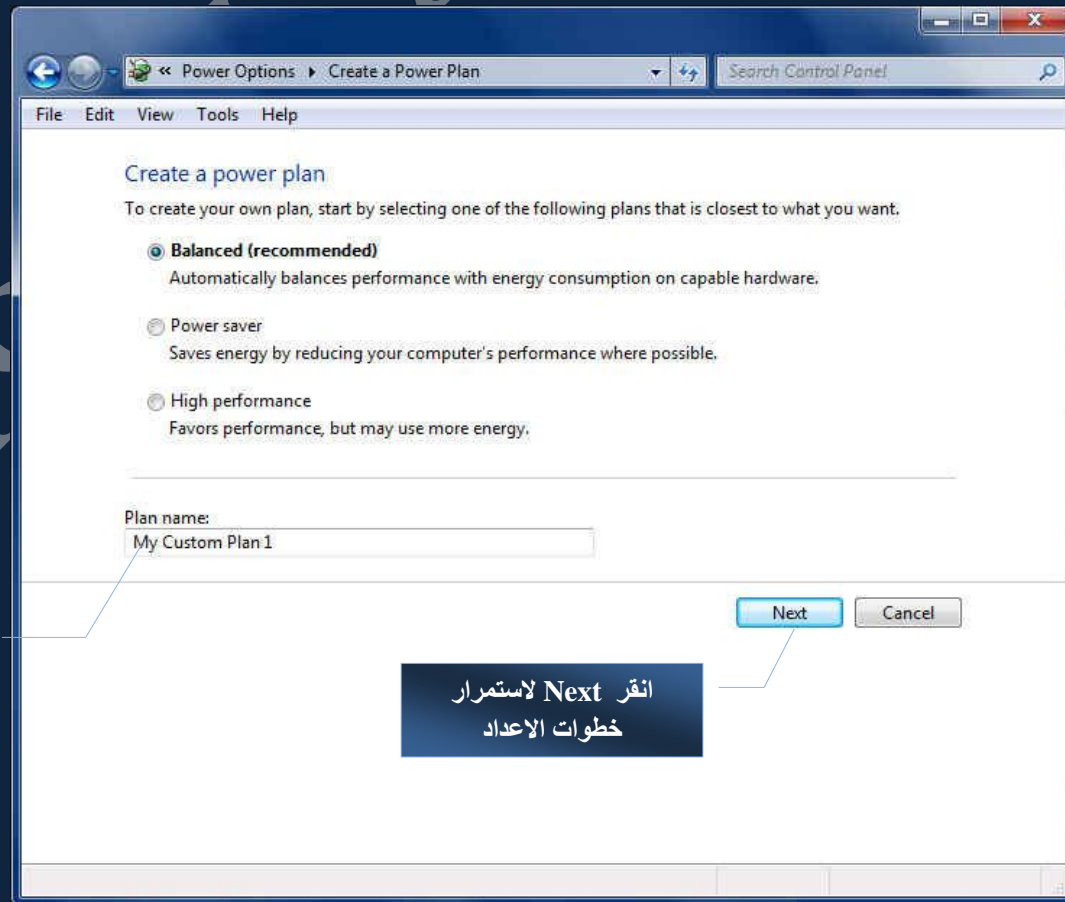 « Power Options ▸ Create a Power Plan
Search Control Panel
File Edit View Tools Help
Create a power plan
To create your own plan, start by selecting one of the following plans that is closest to what you want.
Balanced (recommended)
Automatically balances performance with energy consumption on capable hardware.
Power saver
Saves energy by reducing your computer's performance where possible.
High performance
Favors performance, but may use more energy.
Plan name:
My Custom Plan 1
Next Cancel
انقر Next لاستمرار
خطوات الاعداد